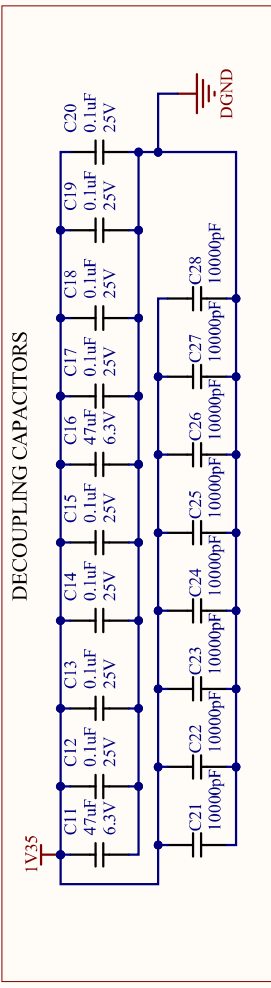 DECOUPLING CAPACITORS
1V35
C11
47uF
6.3V
C12
0.1uF
25V
C13
0.1uF
25V
C14
0.1uF
25V
C15
0.1uF
25V
C16
47uF
6.3V
C17
0.1uF
25V
C18
0.1uF
25V
C19
0.1uF
25V
C20
0.1uF
25V
DGND
C21
10000pF
C22
10000pF
C23
10000pF
C24
10000pF
C25
10000pF
C26
10000pF
C27
10000pF
C28
10000pF